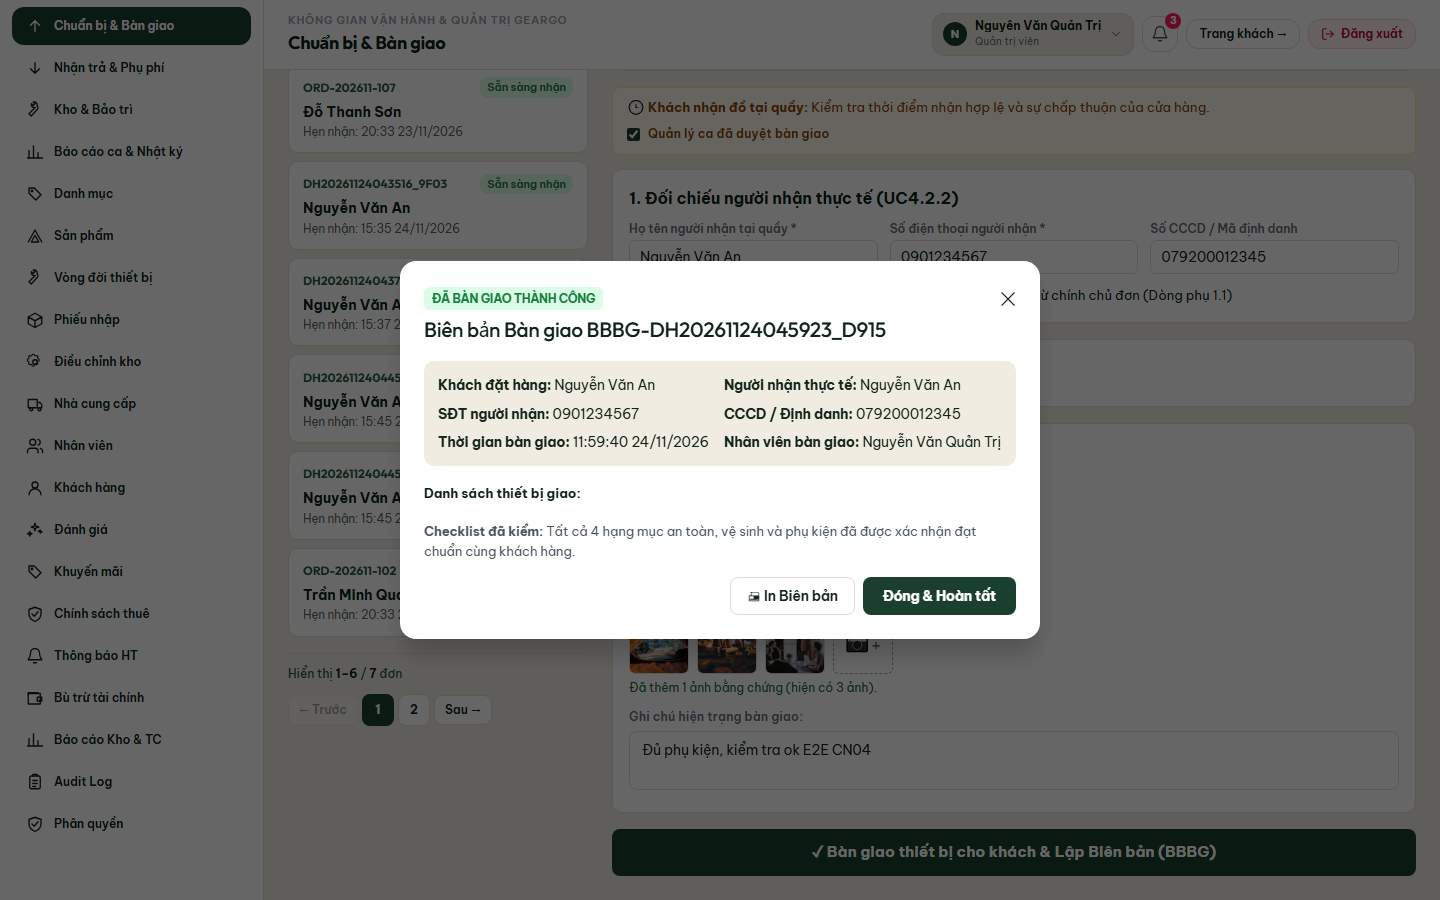 Chuẩn bị & Bàn giao
Nhận trả & Phụ phí
Kho & Bảo trì
Báo cáo ca & Nhật ký
Danh mục
Sản phẩm
Vòng đời thiết bị
Phiếu nhập
Điều chỉnh kho
Nhà cung cấp
Nhân viên
Khách hàng
Đánh giá
Khuyến mãi
Chính sách thuê
Thông báo HT
Bù trừ tài chính
Báo cáo Kho & TC
Audit Log
Phân quyền
KHÔNG GIAN VẬN HÀNH & QUẢN TRỊ GEARGO
Chuẩn bị & Bàn giao
N
Nguyễn Văn Quản Trị
Quản trị viên
3
Trang khách →
Đăng xuất
ORD-202611-107
Sẵn sàng nhận
Đỗ Thanh Sơn
Hẹn nhận: 20:33 23/11/2026
DH20261124043516_9F03
Sẵn sàng nhận
Nguyễn Văn An
Hẹn nhận: 15:35 24/11/2026
DH202611240437
Nguyễn Văn A
Hẹn nhận: 15:37 2
DH202611240445
Nguyễn Văn A
Hẹn nhận: 15:45 2
DH202611240445
Nguyễn Văn A
Hẹn nhận: 15:45 2
ORD-202611-102
Trần Minh Qu
Hẹn nhận: 20:33
Hiển thị 1–6 / 7 đơn
← Trước
1
2
Sau →
Khách nhận đồ tại quầy: Kiểm tra thời điểm nhận hợp lệ và sự chấp thuận của cửa hàng.
Quản lý ca đã duyệt bàn giao
1. Đối chiếu người nhận thực tế (UC4.2.2)
Họ tên người nhận tại quầy *
Số điện thoại người nhận *
Số CCCD / Mã định danh
Nguyễn Văn An
0901234567
079200012345
từ chính chủ đơn (Dòng phụ 1.1)
ĐÃ BÀN GIAO THÀNH CÔNG
Biên bản Bàn giao BBBG-DH20261124045923_D915
Khách đặt hàng: Nguyễn Văn An
Người nhận thực tế: Nguyễn Văn An
SĐT người nhận: 0901234567
CCCD / Định danh: 079200012345
Thời gian bàn giao: 11:59:40 24/11/2026
Nhân viên bàn giao: Nguyễn Văn Quản Trị
Danh sách thiết bị giao:
Checklist đã kiểm: Tất cả 4 hạng mục an toàn, vệ sinh và phụ kiện đã được xác nhận đạt
chuẩn cùng khách hàng.
In Biên bản
Đóng & Hoàn tất
+
Đã thêm 1 ảnh bằng chứng (hiện có 3 ảnh).
Ghi chú hiện trạng bàn giao:
Đủ phụ kiện, kiểm tra ok E2E CN04
✓ Bàn giao thiết bị cho khách & Lập Biên bản (BBBG)